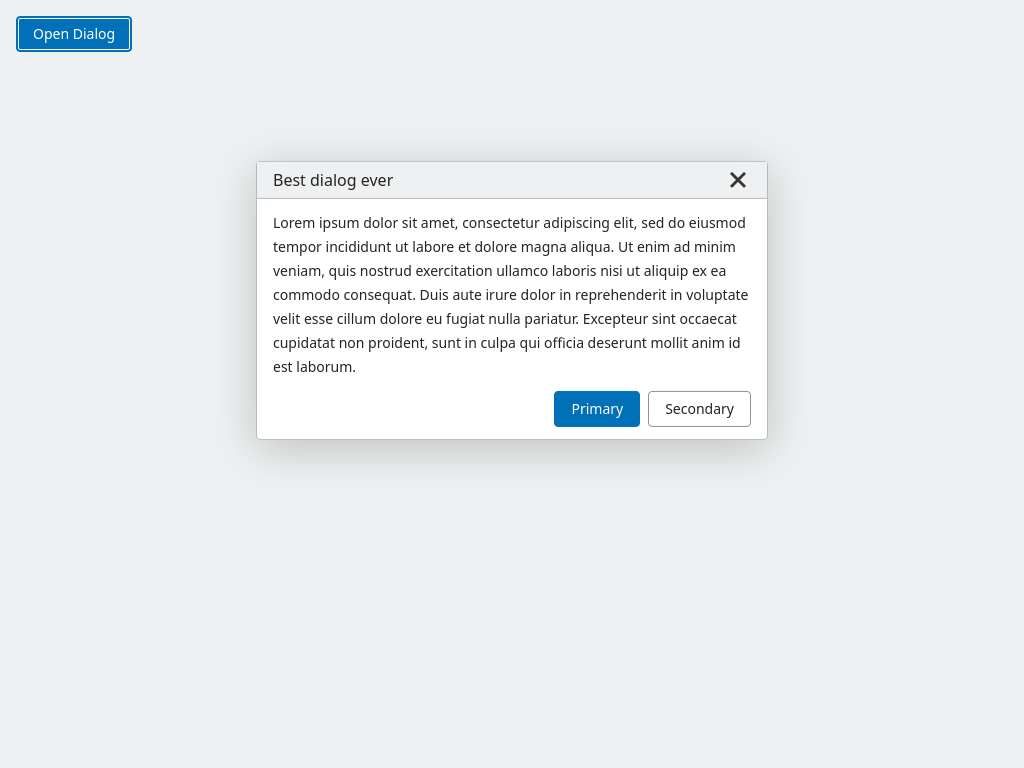 Open Dialog
Best dialog ever
Lorem ipsum dolor sit amet, consectetur adipiscing elit, sed do eiusmod
tempor incididunt ut labore et dolore magna aliqua. Ut enim ad minim
veniam, quis nostrud exercitation ullamco laboris nisi ut aliquip ex ea
commodo consequat. Duis aute irure dolor in reprehenderit in voluptate
velit esse cillum dolore eu fugiat nulla pariatur. Excepteur sint occaecat
cupidatat non proident, sunt in culpa qui officia deserunt mollit anim id
est laborum.
Primary Secondary